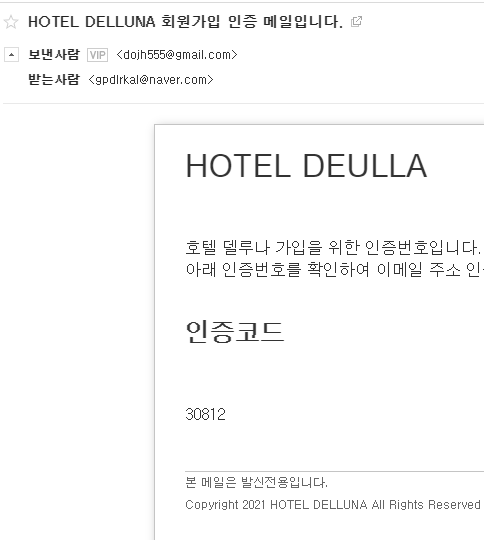 HOTEL DELLUNA 회원가입 인증 메일입니다.
보낸사람 VIP <dojh555@gmail.com>
받는사람 <gpdlrkal@naver.com>
HOTEL DEULLA
호텔 델루나 가입을 위한 인증번호입니다.
아래 인증번호를 확인하여 이메일 주소 인
인증코드
30812
본 메일은 발신전용입니다.
Copyright 2021 HOTEL DELLUNA All Rights Reserved